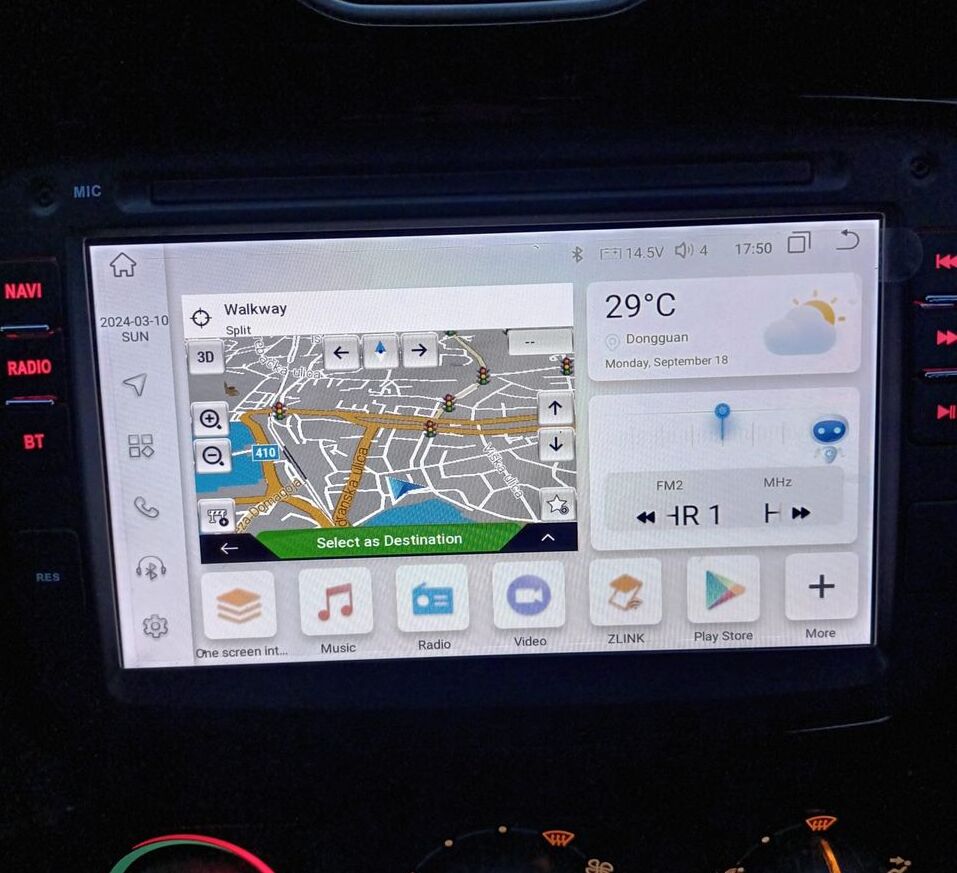 MIC
NAVI
RADIO
BT
RES
14.5V
4
17:50
2024-03-10
SUN
Walkway
Split
3D
--
410
Select as Destination
29°C
Dongguan
Monday, September 18
FM2
MHz
HR 1
H
One screen int...
Music
Radio
Video
ZLINK
Play Store
More